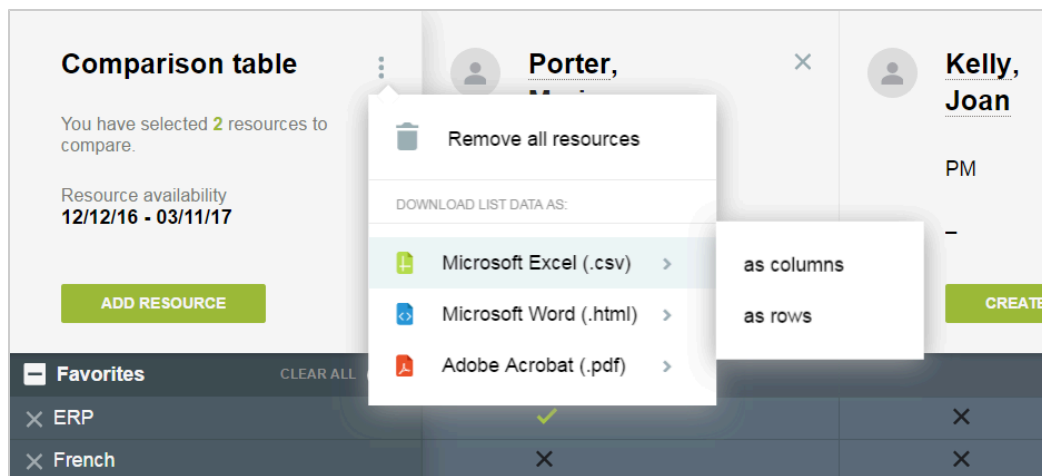 Comparison table
You have selected 2 resources to
compare.
Resource availability
12/12/16 - 03/11/17
ADD RESOURCE
Porter,
Kelly,
Joan
PM
–
CREATE
Remove all resources
DOWNLOAD LIST DATA AS:
Microsoft Excel (.csv)
Microsoft Word (.html)
Adobe Acrobat (.pdf)
as columns
as rows
Favorites
CLEAR ALL
ERP
French